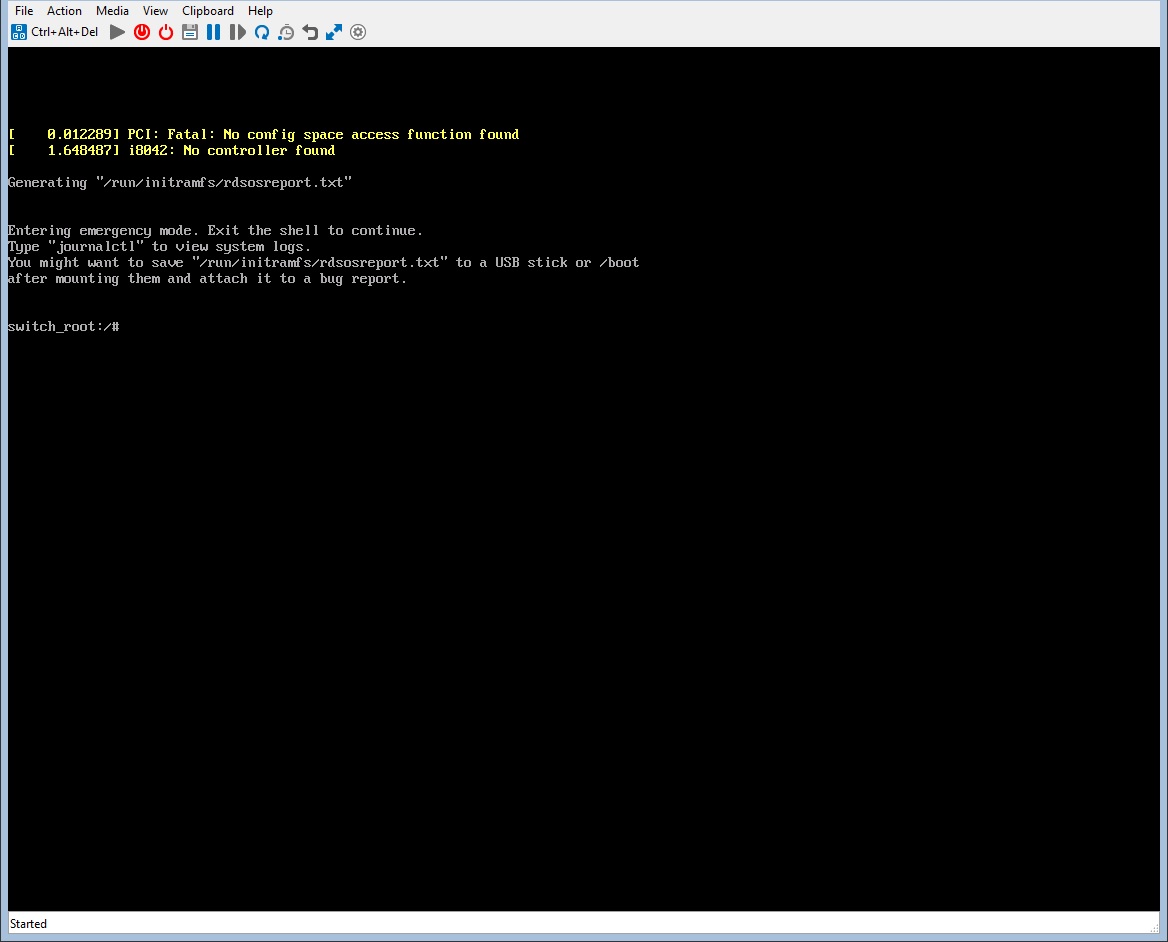 File Action Media View Clipboard Help
Ctrl+Alt+Del
[    0.012289] PCI: Fatal: No config space access function found
[    1.648487] i8042: No controller found
Generating "/run/initramfs/rdsosreport.txt"
Entering emergency mode. Exit the shell to continue.
Type "journalctl" to view system logs.
You might want to save "/run/initramfs/rdsosreport.txt" to a USB stick or /boot
after mounting them and attach it to a bug report.
switch_root:/#
Started